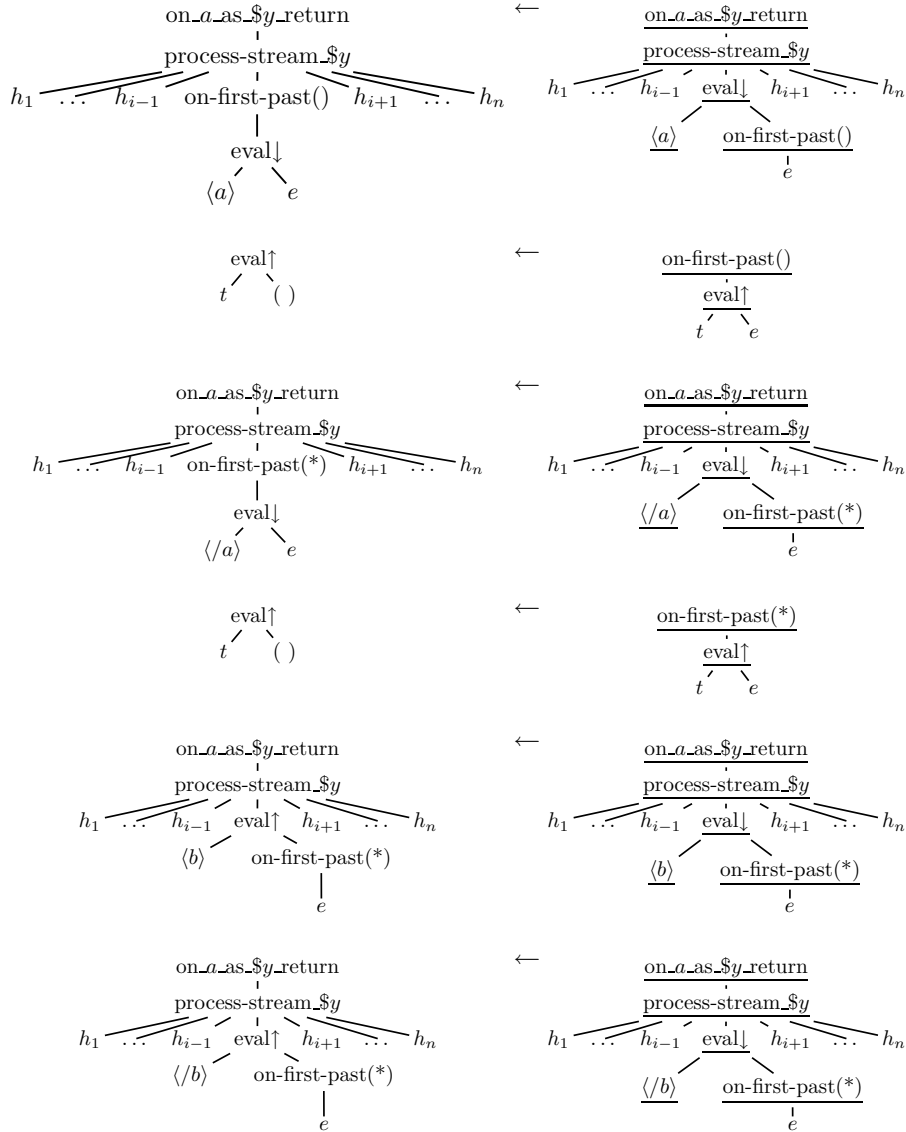 on_a_as_$y_return ← on_a_as_$y_return
process-stream_$y process-stream_$y
h1 ... hi−1 on-first-past() hi+1 ... hn h1 ... hi−1 eval↓ hi+1 ... hn
eval↓ ⟨a⟩ on-first-past()
⟨a⟩ e e
eval↑ ← on-first-past()
t ( ) eval↑
t e
on_a_as_$y_return ← on_a_as_$y_return
process-stream_$y process-stream_$y
h1 ... hi−1 on-first-past(*) hi+1 ... hn h1 ... hi−1 eval↓ hi+1 ... hn
eval↓ ⟨/a⟩ on-first-past(*)
⟨/a⟩ e e
eval↑ ← on-first-past(*)
t ( ) eval↑
t e
on_a_as_$y_return ← on_a_as_$y_return
process-stream_$y process-stream_$y
h1 ... hi−1 eval↑ hi+1 ... hn h1 ... hi−1 eval↓ hi+1 ... hn
⟨b⟩ on-first-past(*) ⟨b⟩ on-first-past(*)
e e
on_a_as_$y_return ← on_a_as_$y_return
process-stream_$y process-stream_$y
h1 ... hi−1 eval↑ hi+1 ... hn h1 ... hi−1 eval↓ hi+1 ... hn
⟨/b⟩ on-first-past(*) ⟨/b⟩ on-first-past(*)
e e